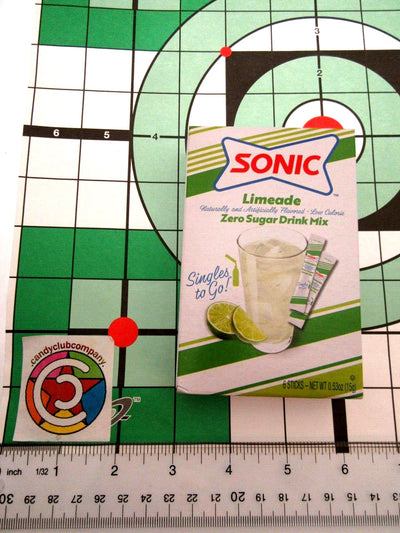 3
2
6
5
4
SONIC
™
Limeade
Naturally and Artificially Flavored • Low Calorie
Zero Sugar Drink Mix
Singles
to Go!
candyclubcompany.
6 STICKS • NET WT 0.53oz (15g)
inch 1/32 1 2 3 4 5 6
30 29 28 27 26 25 24 23 22 21 20 19 18 17 16 15 14 13